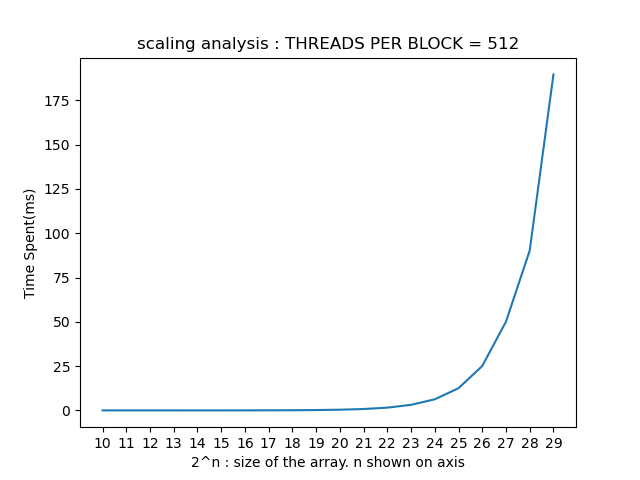 scaling analysis : THREADS PER BLOCK = 512
Time Spent(ms)
175
150
125
100
75
50
25
0
10 11 12 13 14 15 16 17 18 19 20 21 22 23 24 25 26 27 28 29
2^n : size of the array. n shown on axis